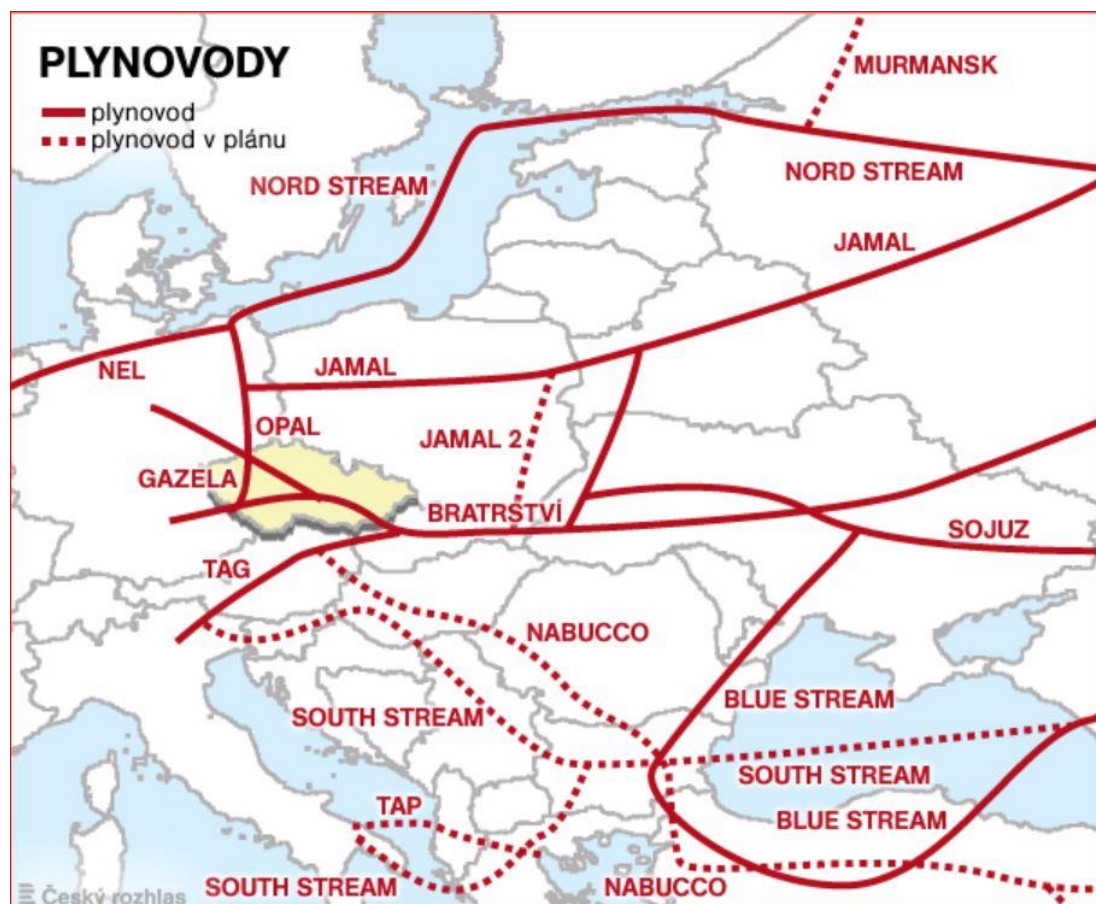 PLYNOVODY
plynovod
plynovod v plánu
MURMANSK
NORD STREAM
NORD STREAM
JAMAL
NEL
JAMAL
OPAL
JAMAL 2
GAZELA
BRATRSTVÍ
SOJUZ
TAG
NABUCCO
BLUE STREAM
SOUTH STREAM
SOUTH STREAM
TAP
BLUE STREAM
SOUTH STREAM
NABUCCO
Český rozhlas